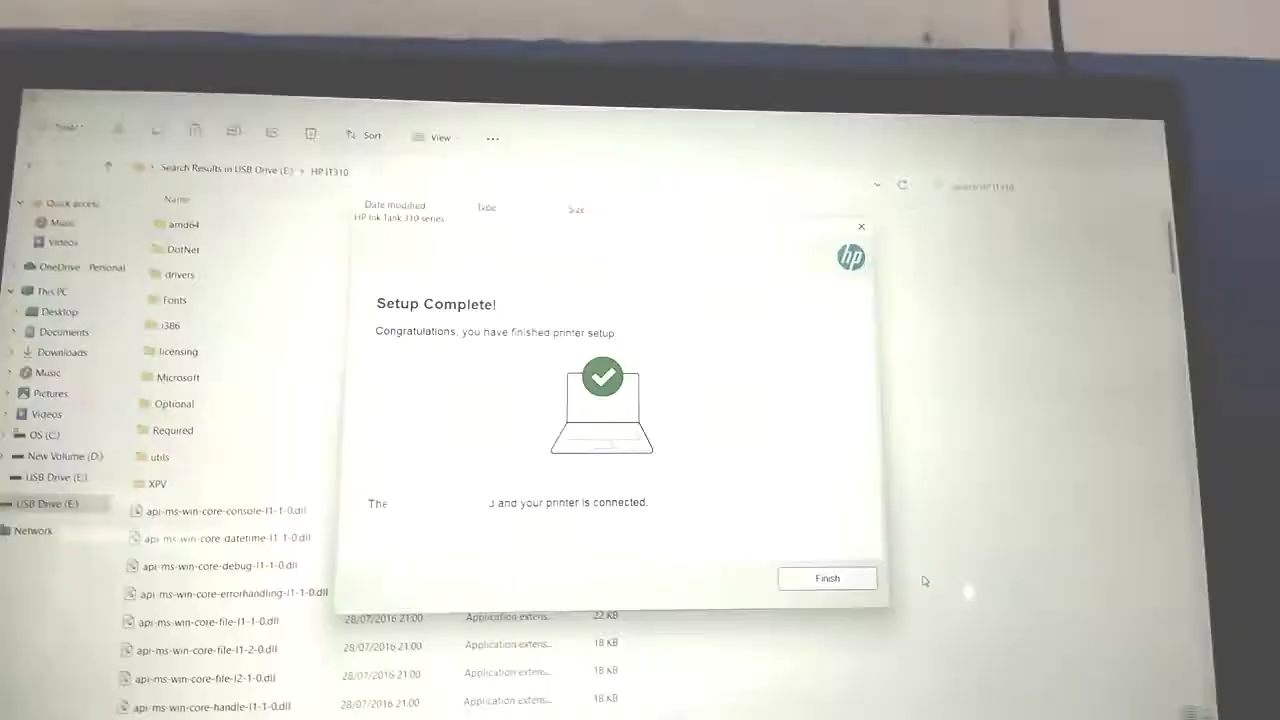 Sort
View
Search Results in USB Drive (E:) > HP IT310
Name
Date modified
Type
Size
HP Ink Tank 310 series
Quick access
Music
Videos
OneDrive - Personal
This PC
Desktop
Documents
Downloads
Music
Pictures
Videos
OS (C:)
New Volume (D:)
USB Drive (E:)
USB Drive (E:)
Network
amd64
DotNet
drivers
Fonts
i386
licensing
Microsoft
Optional
Required
utils
XPV
api-ms-win-core-console-l1-1-0.dll
api-ms-win-core-datetime-l1-1-0.dll
api-ms-win-core-debug-l1-1-0.dll
api-ms-win-core-errorhandling-l1-1-0.dll
api-ms-win-core-file-l1-1-0.dll 28/07/2016 21:00 Application extens... 22 KB
api-ms-win-core-file-l1-2-0.dll 28/07/2016 21:00 Application extens... 18 KB
api-ms-win-core-file-l2-1-0.dll 28/07/2016 21:00 Application extens... 18 KB
api-ms-win-core-handle-l1-1-0.dll 28/07/2016 21:00 Application extens... 18 KB
hp
Setup Complete!
Congratulations, you have finished printer setup.
The and your printer is connected.
Finish